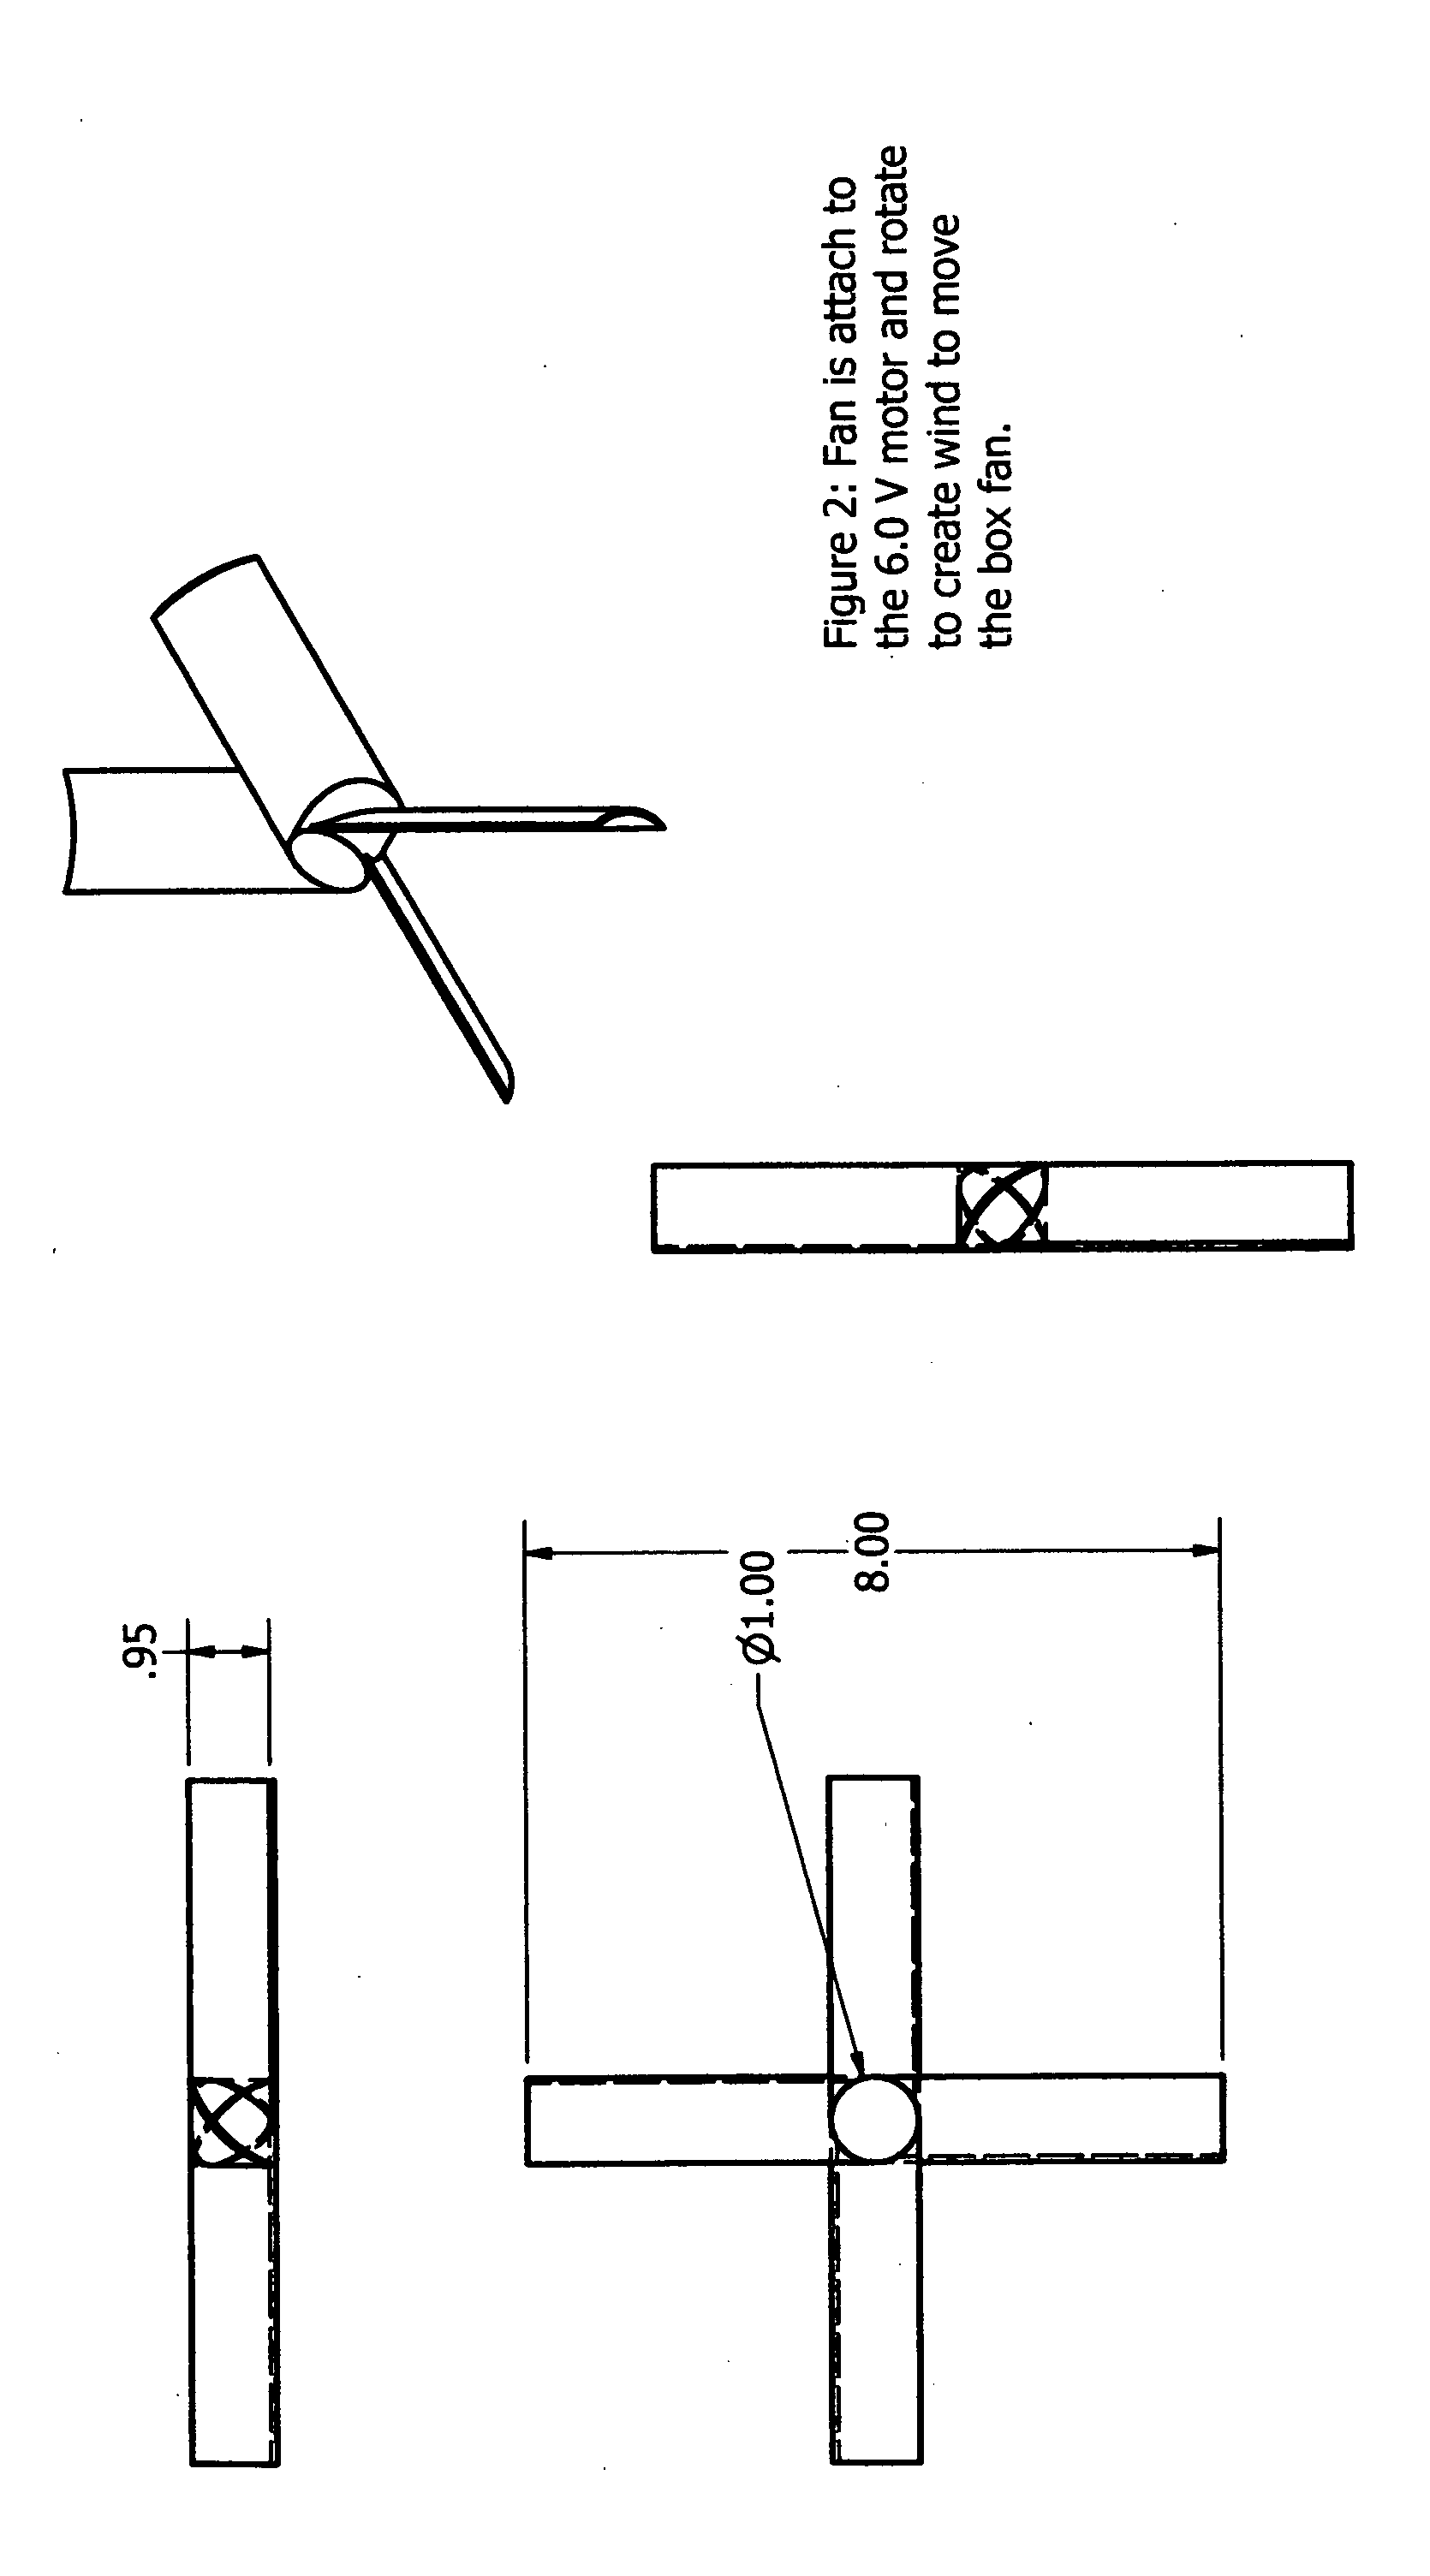 .95
Ø1.00
8.00
Figure 2: Fan is attach to
the 6.0 V motor and rotate
to create wind to move
the box fan.